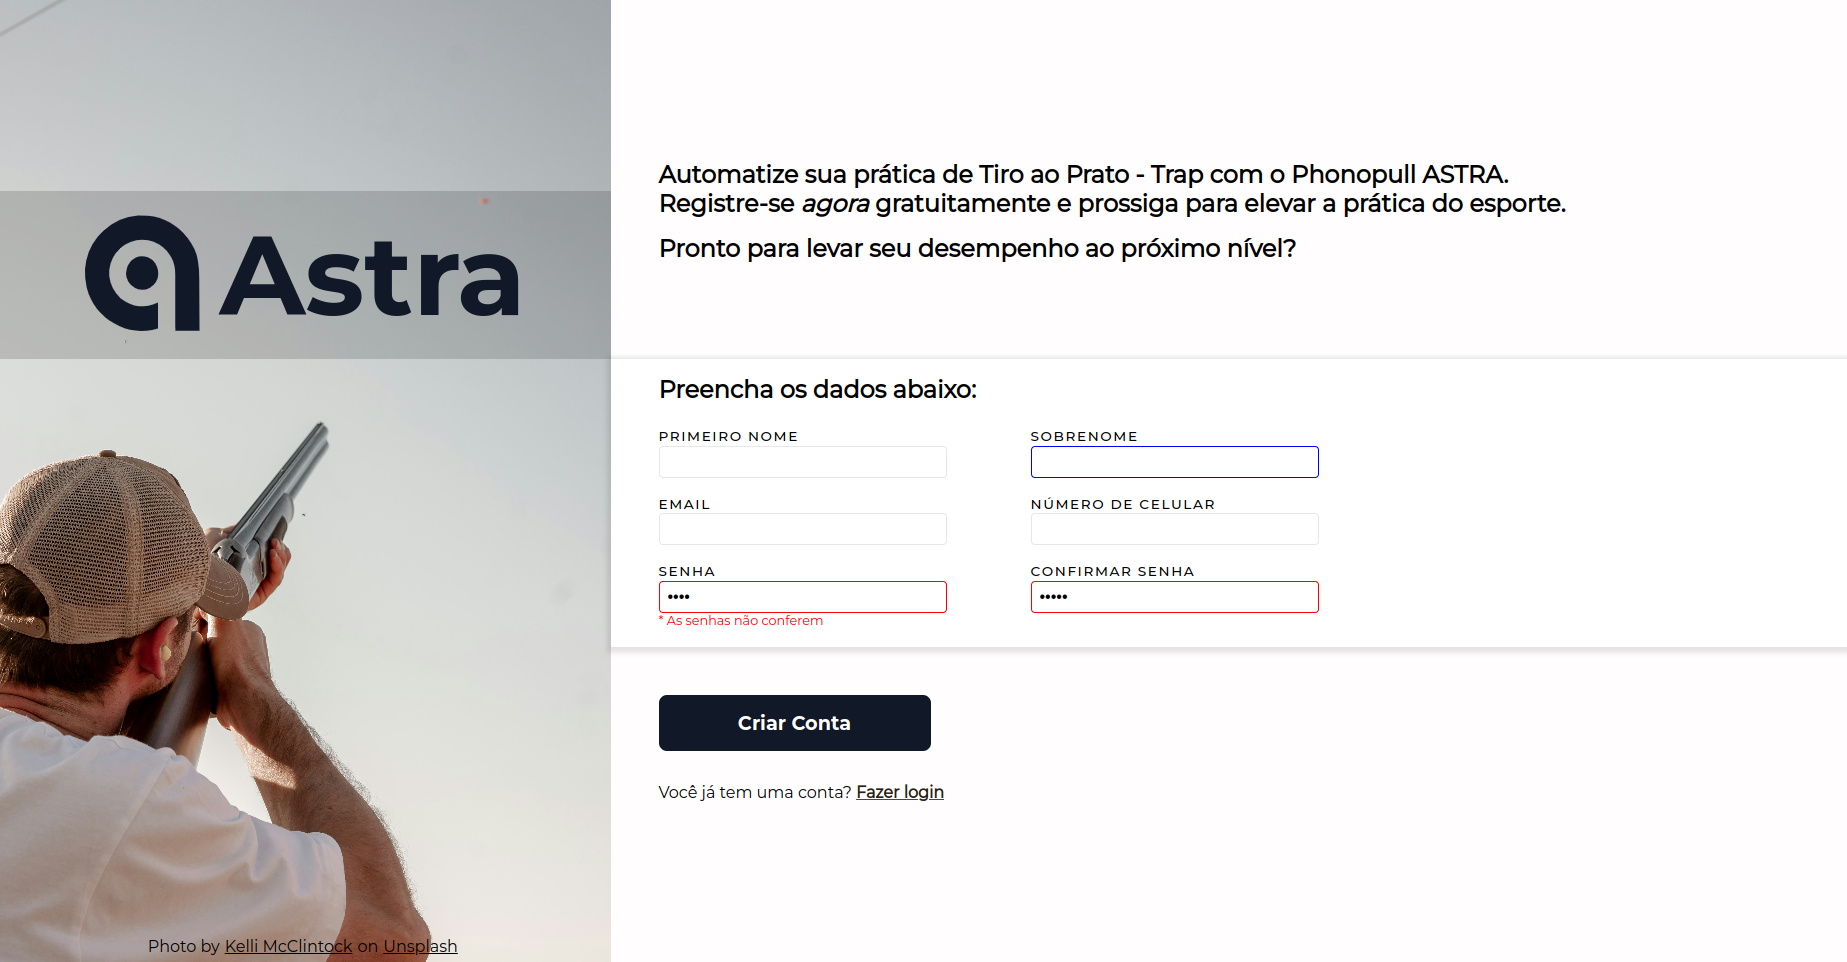 Astra
Automatize sua prática de Tiro ao Prato - Trap com o Phonopull ASTRA.
Registre-se agora gratuitamente e prossiga para elevar a prática do esporte.
Pronto para levar seu desempenho ao próximo nível?
Preencha os dados abaixo:
PRIMEIRO NOME
SOBRENOME
EMAIL
NÚMERO DE CELULAR
SENHA
CONFIRMAR SENHA
••••
•••••
* As senhas não conferem
Criar Conta
Você já tem uma conta? Fazer login
Photo by Kelli McClintock on Unsplash